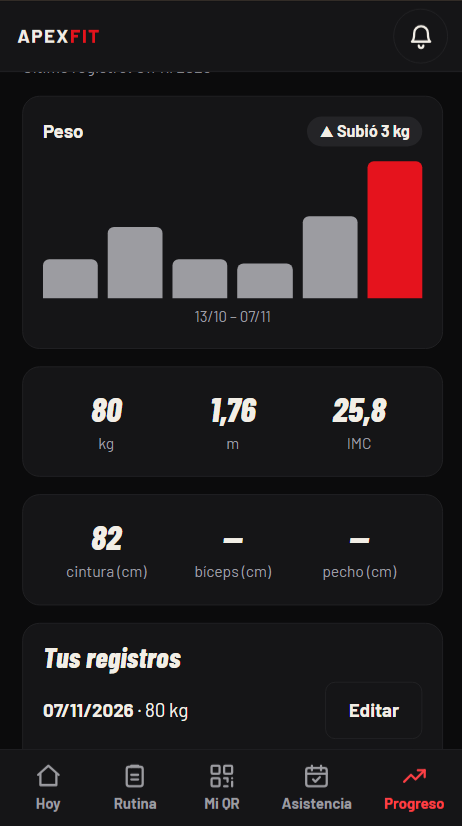 APEXFIT
Peso
▲ Subió 3 kg
13/10 – 07/11
80
kg
1,76
m
25,8
IMC
82
cintura (cm)
—
bíceps (cm)
—
pecho (cm)
Tus registros
07/11/2026 · 80 kg
Editar
Hoy
Rutina
Mi QR
Asistencia
Progreso